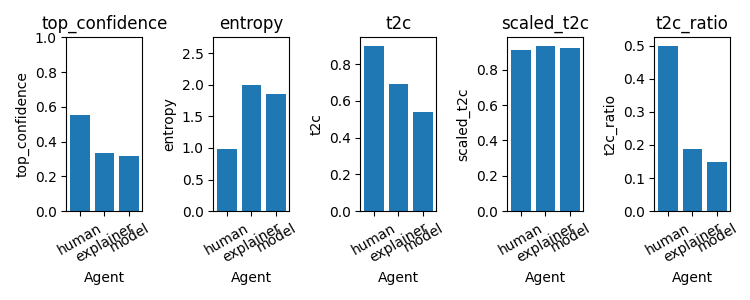 top_confidence
entropy
t2c
scaled_t2c
t2c_ratio
top_confidence
1.0
0.8
0.6
0.4
0.2
0.0
human
explainer
model
Agent
entropy
2.5
2.0
1.5
1.0
0.5
0.0
human
explainer
model
Agent
t2c
0.8
0.6
0.4
0.2
0.0
human
explainer
model
Agent
scaled_t2c
0.8
0.6
0.4
0.2
0.0
human
explainer
model
Agent
t2c_ratio
0.5
0.4
0.3
0.2
0.1
0.0
human
explainer
model
Agent